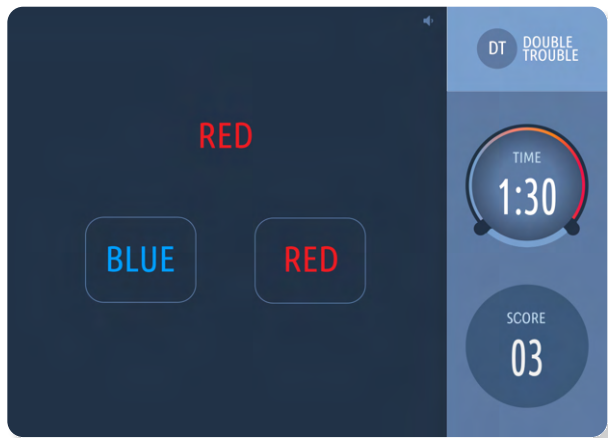 DT DOUBLE
TROUBLE
RED
BLUE RED
TIME
1:30
SCORE
03